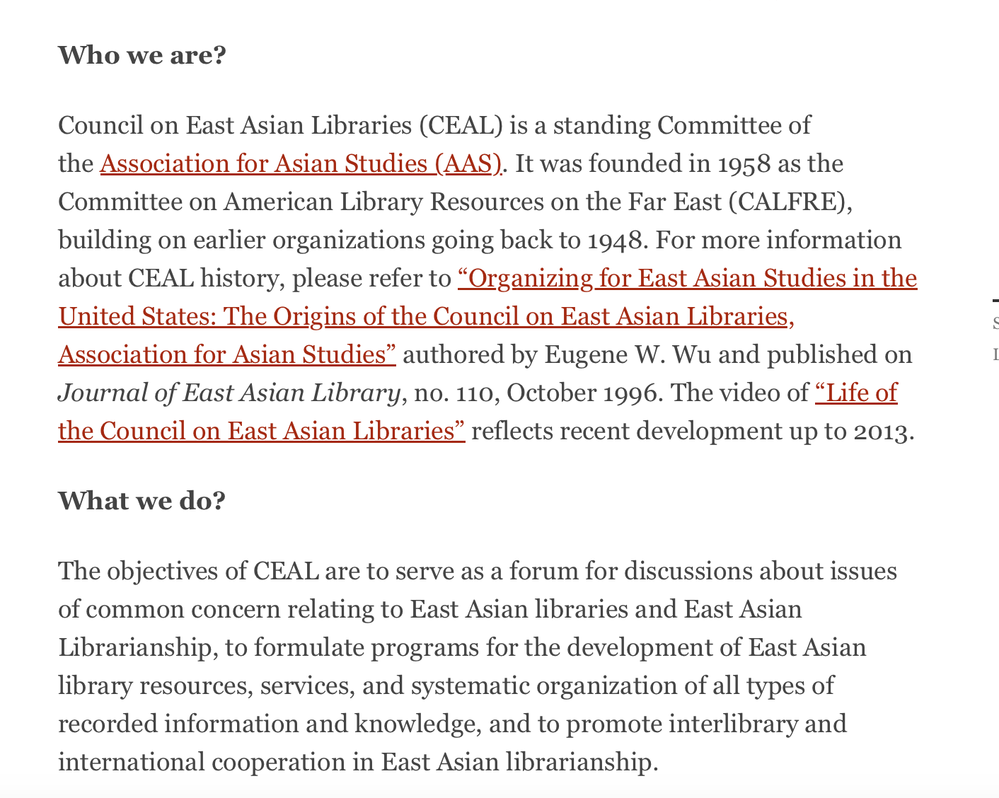 Who we are?
Council on East Asian Libraries (CEAL) is a standing Committee of
the Association for Asian Studies (AAS). It was founded in 1958 as the
Committee on American Library Resources on the Far East (CALFRE),
building on earlier organizations going back to 1948. For more information
about CEAL history, please refer to “Organizing for East Asian Studies in the
United States: The Origins of the Council on East Asian Libraries,
Association for Asian Studies” authored by Eugene W. Wu and published on
Journal of East Asian Library, no. 110, October 1996. The video of “Life of
the Council on East Asian Libraries” reflects recent development up to 2013.
What we do?
The objectives of CEAL are to serve as a forum for discussions about issues
of common concern relating to East Asian libraries and East Asian
Librarianship, to formulate programs for the development of East Asian
library resources, services, and systematic organization of all types of
recorded information and knowledge, and to promote interlibrary and
international cooperation in East Asian librarianship.